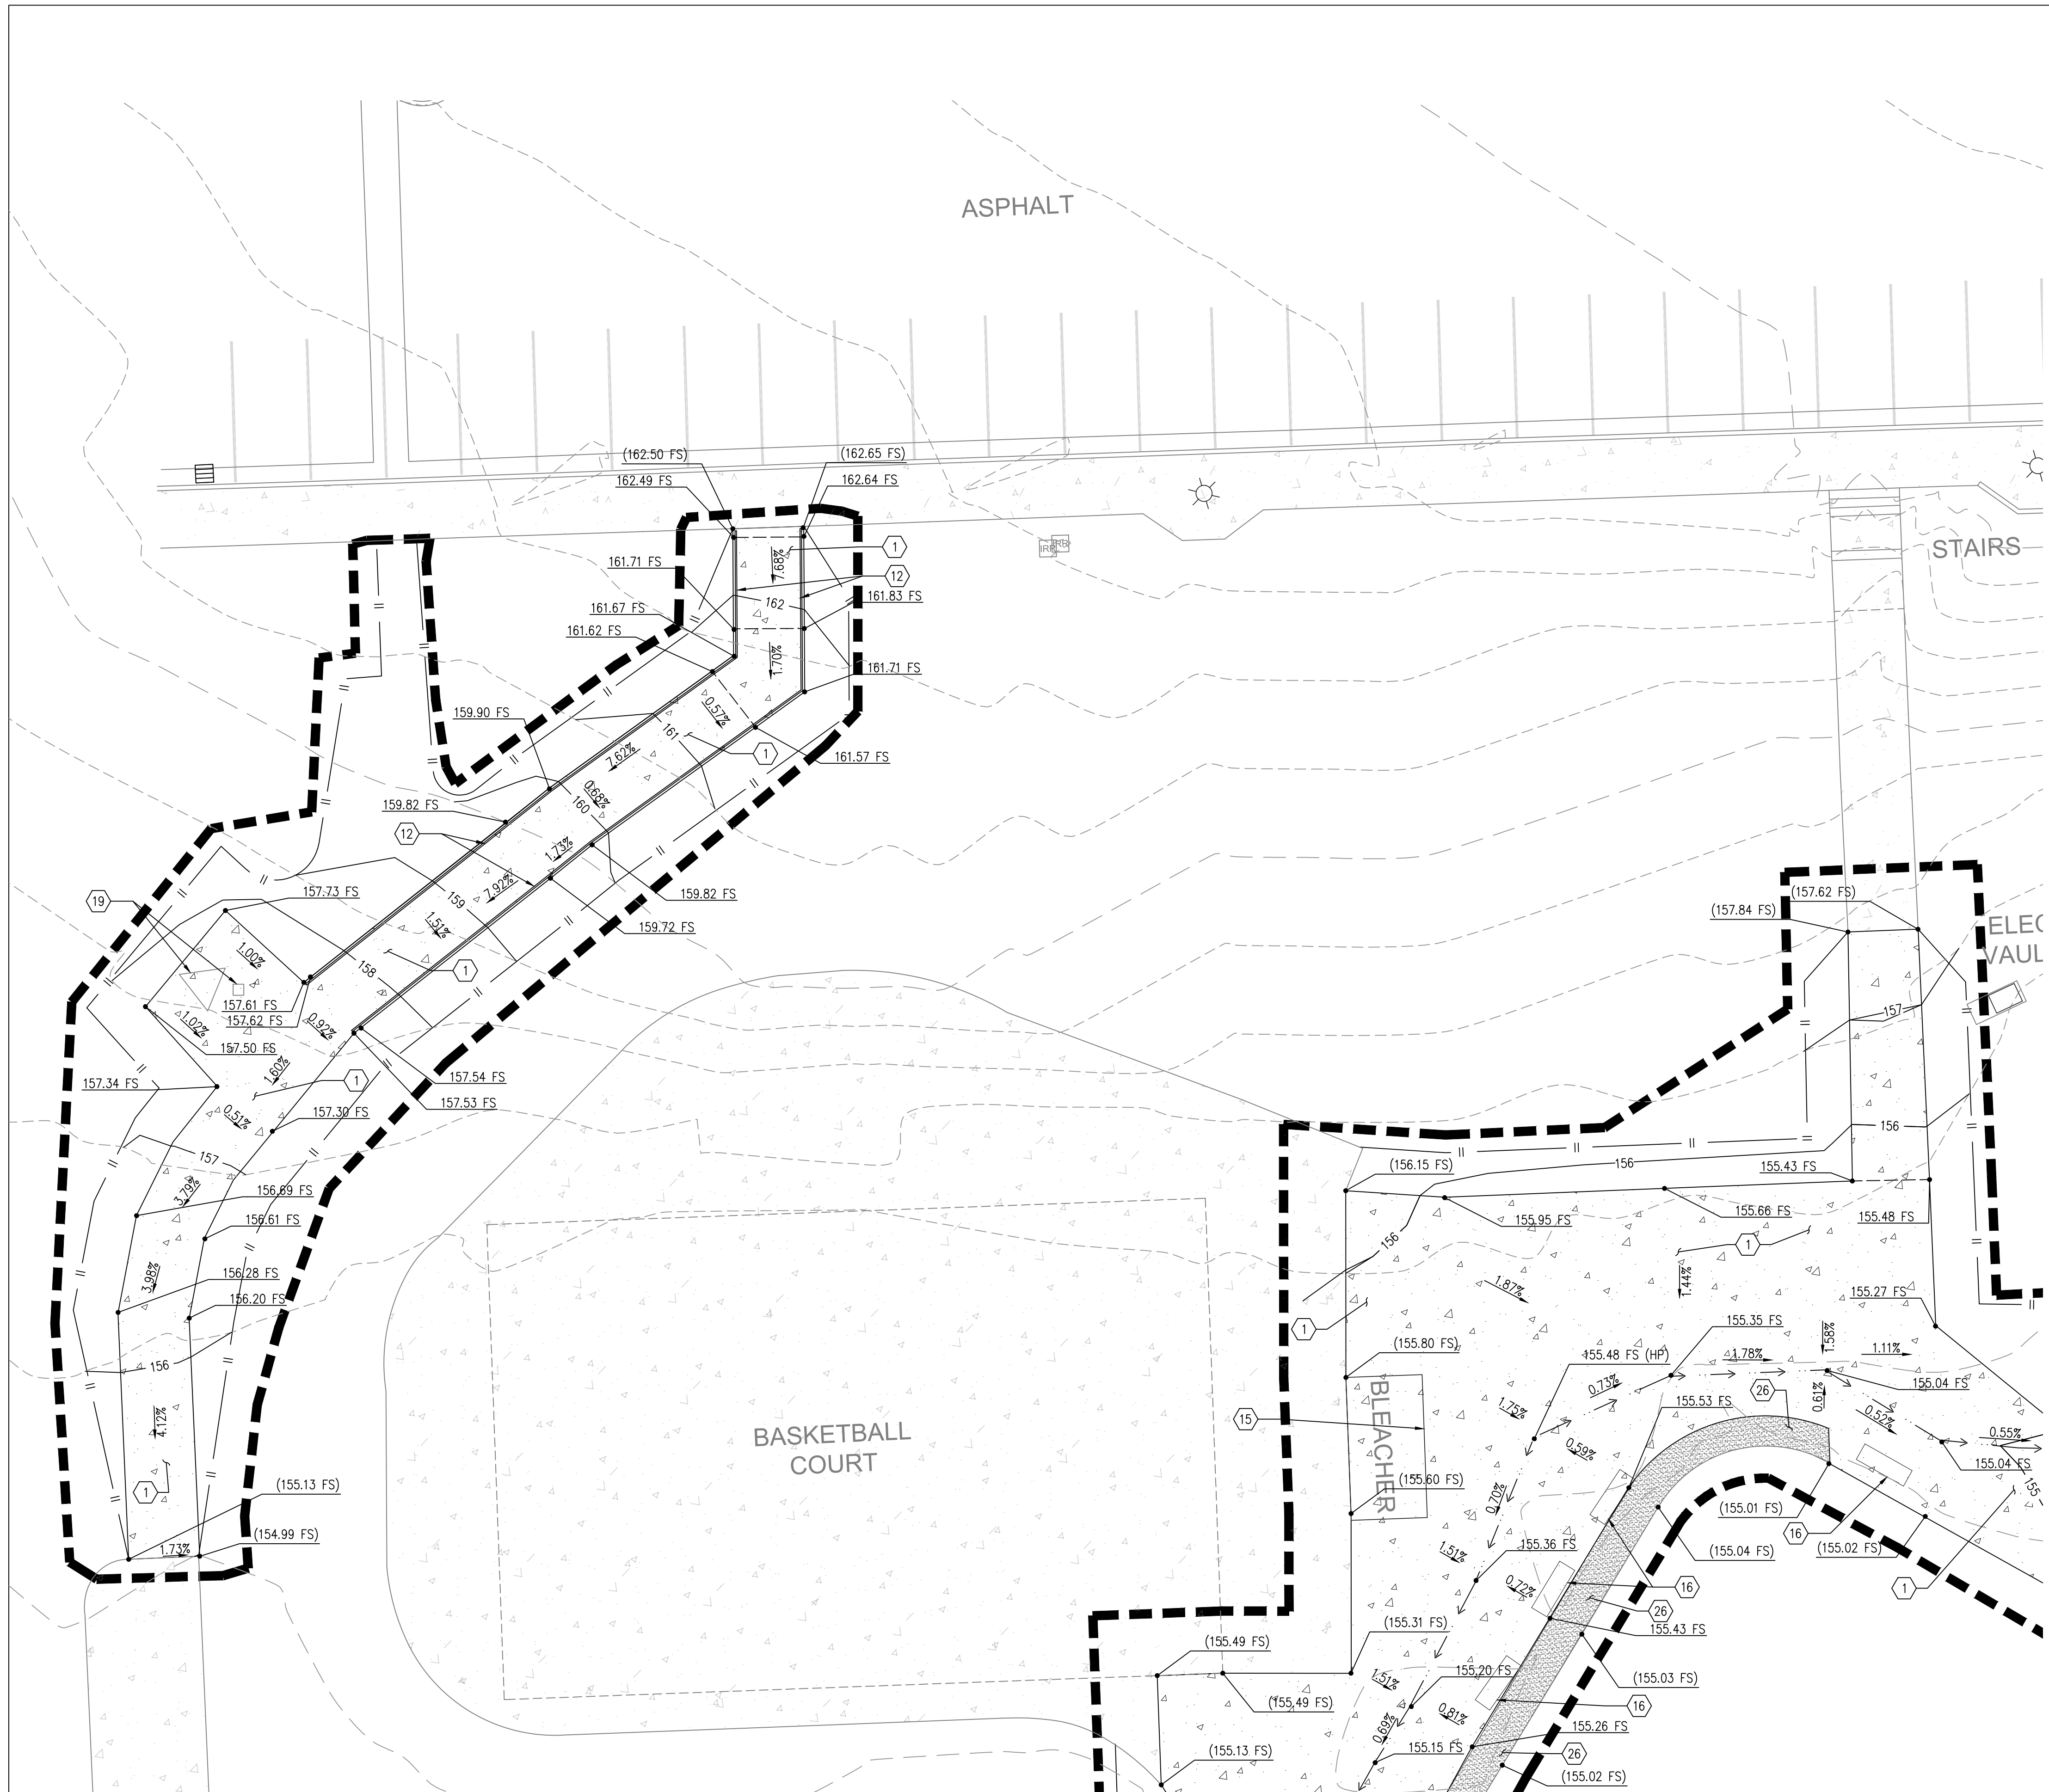 ASPHALT
(162.50 FS)
(162.65 FS)
162.49 FS
162.64 FS
IRR
IRR
STAIRS
1
7.68%
161.71 FS
12
162
161.83 FS
161.67 FS
161.62 FS
1.70%
161.71 FS
0.57%
159.90 FS
161
1
7.62%
161.57 FS
0.68%
159.82 FS
160
12
1.73%
7.92%
159.82 FS
157.73 FS
19
159
(157.62 FS)
(157.84 FS)
1.51%
159.72 FS
ELEC
VAUL
1.00%
158
1
157.61 FS
157.62 FS
0.92%
1.02%
157
157.50 FS
1.60%
157.34 FS
1
157.54 FS
157.53 FS
0.51%
157.30 FS
156
157
156
(156.15 FS)
155.43 FS
3.79%
156.69 FS
155.95 FS
155.66 FS
155.48 FS
156.61 FS
156
1
3.98%
156.28 FS
1.87%
1.44%
155.27 FS
156.20 FS
1
155.35 FS
1.58%
(155.80 FS)
155.48 FS (HP)
1.78%
1.11%
156
0.73%
155.04 FS
BLEACHER
26
0.61%
4.12%
15
1.75%
155.53 FS
0.52%
BASKETBALL
COURT
0.59%
0.55%
155.04 FS
(155.13 FS)
1
(155.60 FS)
0.70%
155
(155.01 FS)
16
(154.99 FS)
1.73%
1.51%
155.36 FS
(155.04 FS)
(155.02 FS)
0.72%
16
1
26
155.43 FS
(155.31 FS)
(155.49 FS)
1.51%
155.20 FS
(155.03 FS)
(155.49 FS)
0.81%
16
0.69%
155.26 FS
155.15 FS
26
(155.13 FS)
(155.02 FS)